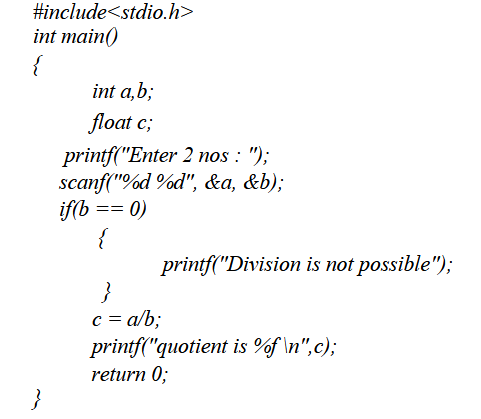 #include<stdio.h>
int main()
{
int a,b;
float c;
printf("Enter 2 nos : ");
scanf("%d %d", &a, &b);
if(b == 0)
{
printf("Division is not possible");
}
c = a/b;
printf("quotient is %f \n",c);
return 0;
}